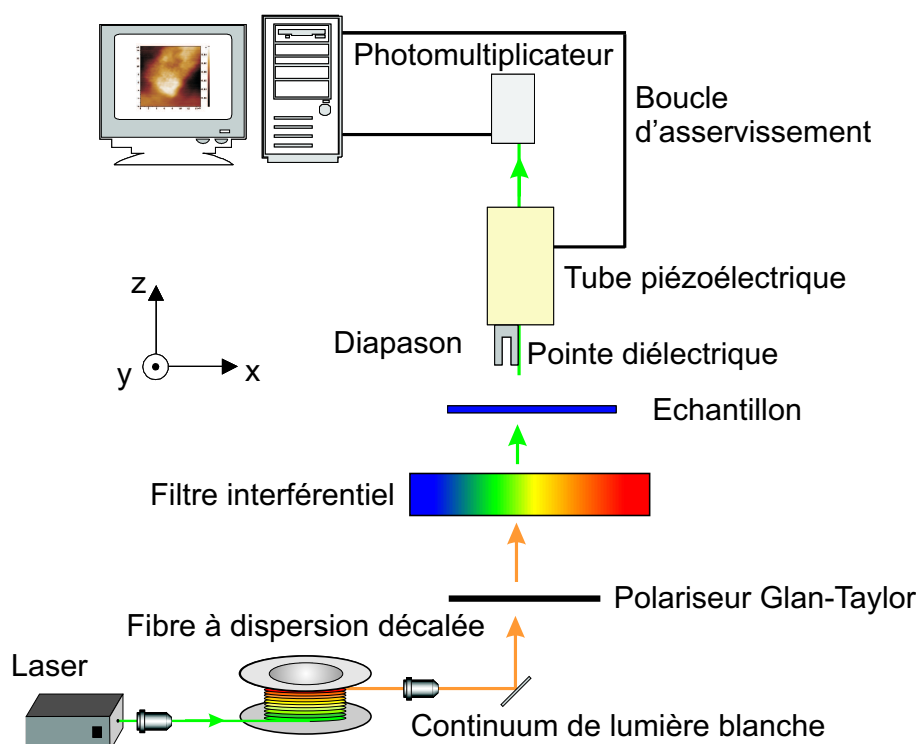 Photomultiplicateur
Boucle
d'asservissement
Tube piézoélectrique
z
y
x
Diapason
Pointe diélectrique
Echantillon
Filtre interférentiel
Polariseur Glan-Taylor
Fibre à dispersion décalée
Laser
Continuum de lumière blanche